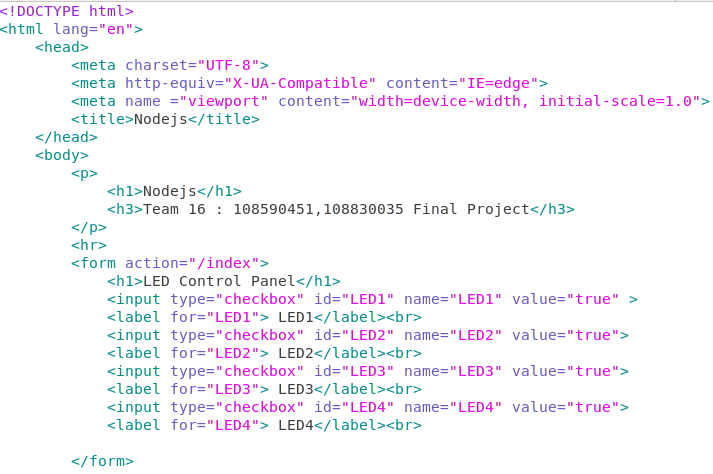 <!DOCTYPE html>
<html lang="en">
    <head>
        <meta charset="UTF-8">
        <meta http-equiv="X-UA-Compatible" content="IE=edge">
        <meta name ="viewport" content="width=device-width, initial-scale=1.0">
        <title>Nodejs</title>
    </head>
    <body>
        <p>
            <h1>Nodejs</h1>
            <h3>Team 16 : 108590451,108830035 Final Project</h3>
        </p>
        <hr>
        <form action="/index">
            <h1>LED Control Panel</h1>
            <input type="checkbox" id="LED1" name="LED1" value="true" >
            <label for="LED1"> LED1</label><br>
            <input type="checkbox" id="LED2" name="LED2" value="true">
            <label for="LED2"> LED2</label><br>
            <input type="checkbox" id="LED3" name="LED3" value="true">
            <label for="LED3"> LED3</label><br>
            <input type="checkbox" id="LED4" name="LED4" value="true">
            <label for="LED4"> LED4</label><br>

        </form>